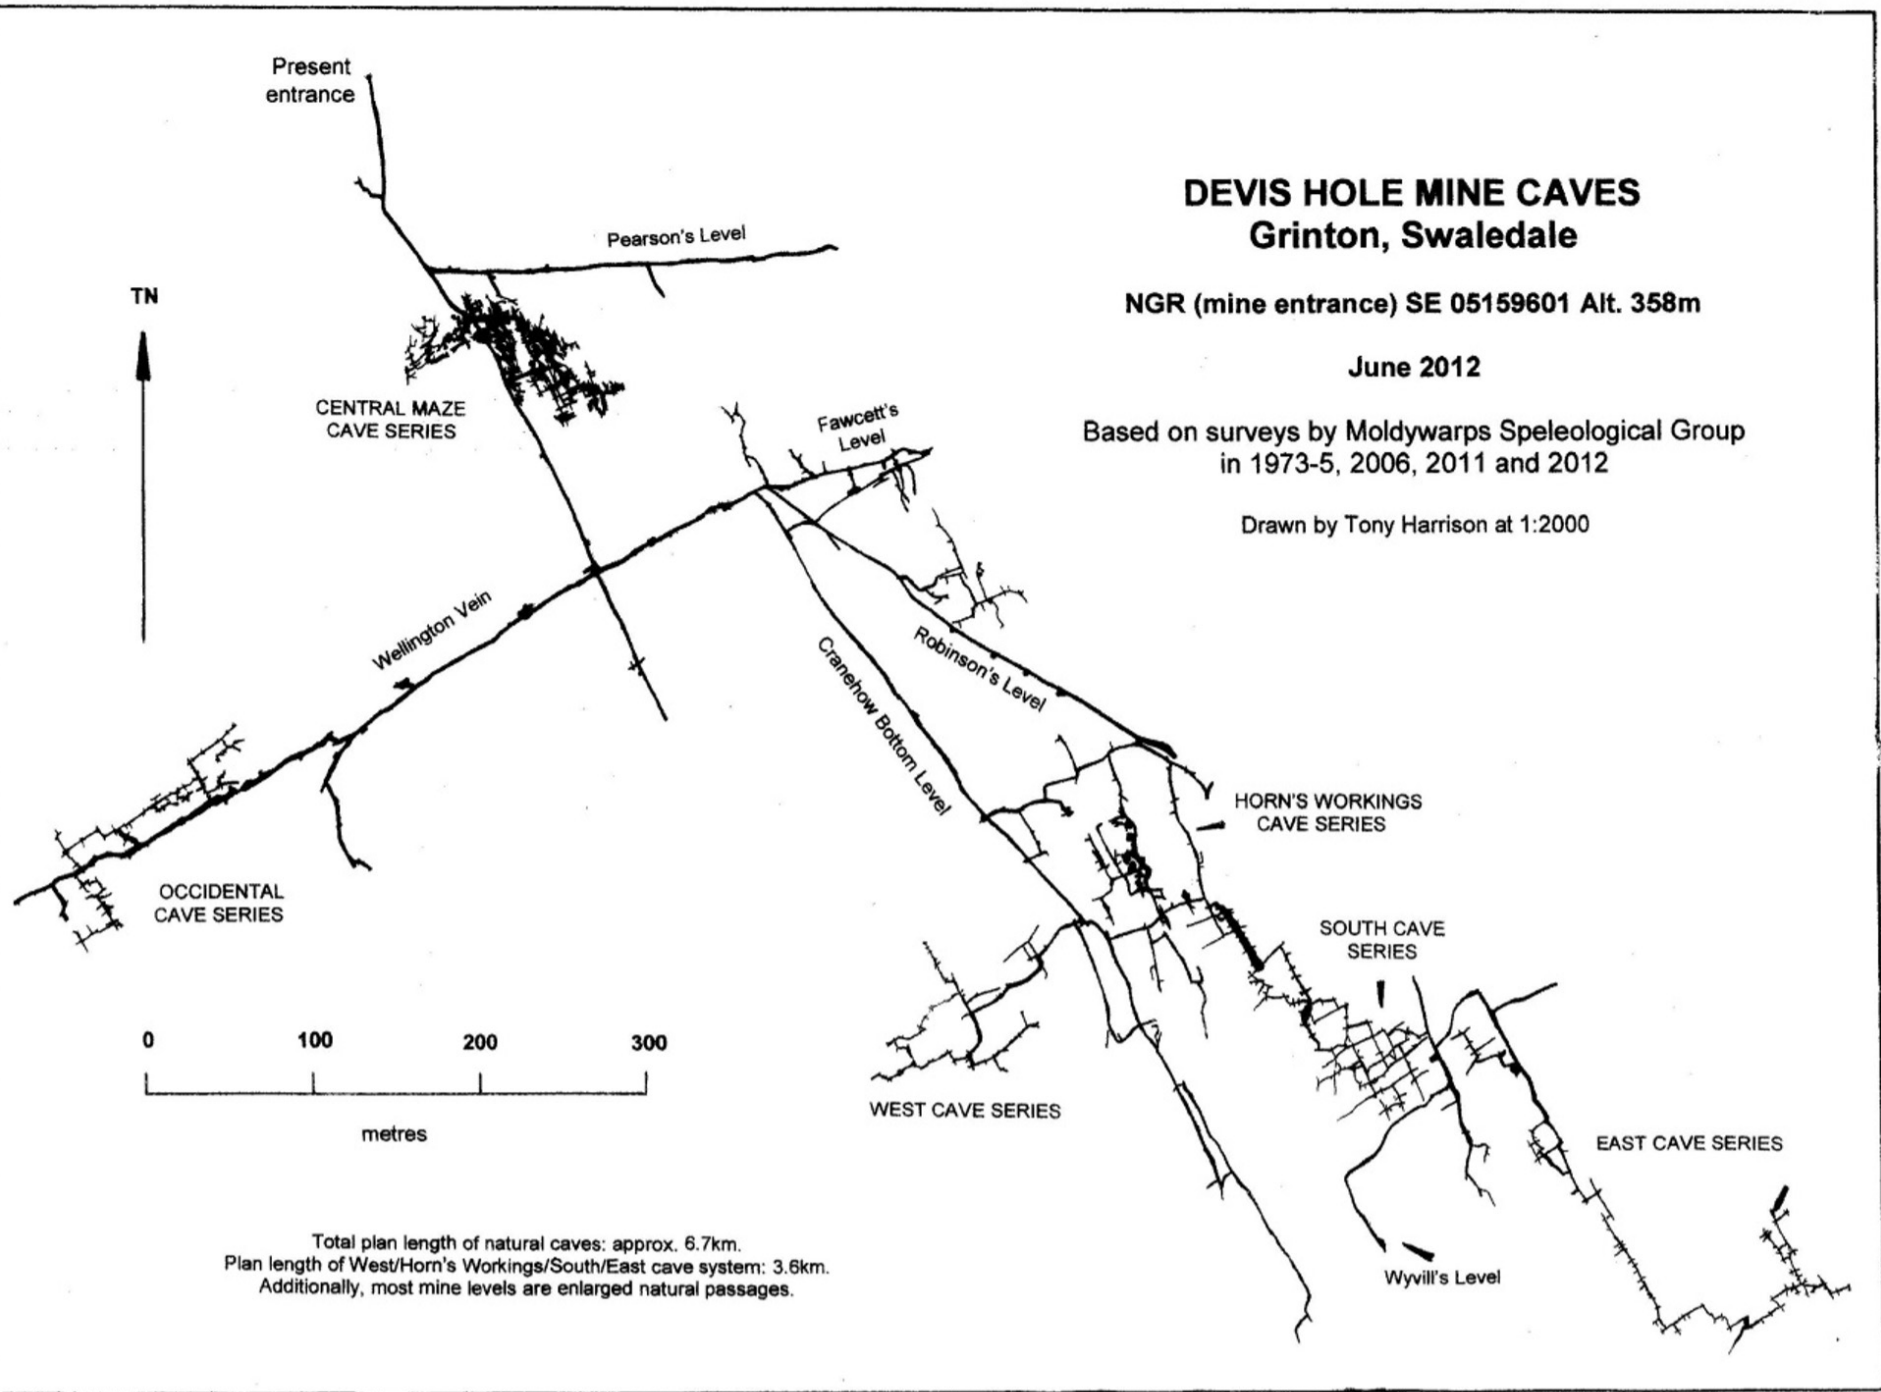 Present
entrance
DEVIS HOLE MINE CAVES
Grinton, Swaledale
NGR (mine entrance) SE 05159601 Alt. 358m
June 2012
Based on surveys by Moldywarps Speleological Group
in 1973-5, 2006, 2011 and 2012
Drawn by Tony Harrison at 1:2000
Pearson's Level
TN
CENTRAL MAZE
CAVE SERIES
Fawcett's
Level
Wellington Vein
Cranehow Bottom Level
Robinson's Level
HORN'S WORKINGS
CAVE SERIES
OCCIDENTAL
CAVE SERIES
SOUTH CAVE
SERIES
0 100 200 300
metres
WEST CAVE SERIES
EAST CAVE SERIES
Wyvill's Level
Total plan length of natural caves: approx. 6.7km.
Plan length of West/Horn's Workings/South/East cave system: 3.6km.
Additionally, most mine levels are enlarged natural passages.